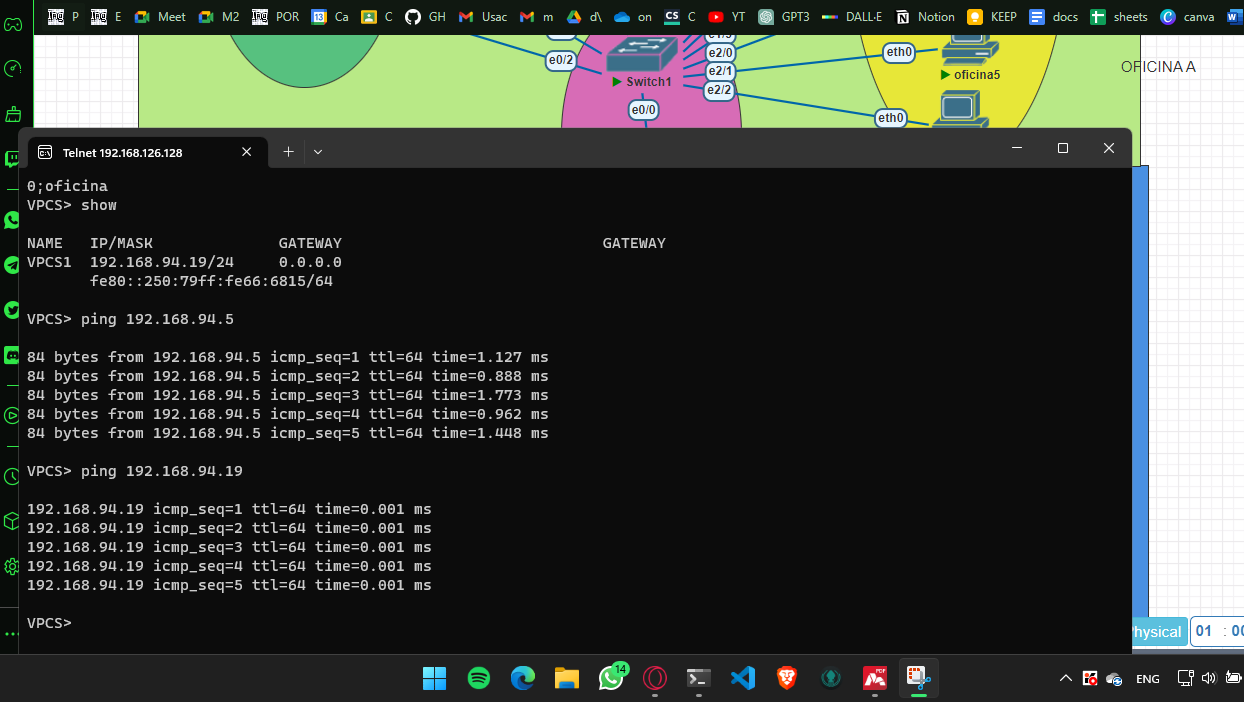 P E Meet M2 POR Ca C GH Usac m d\ on C YT GPT3 DALL·E Notion KEEP docs sheets canva
e0/2
e2/0
e2/1
e2/2
e0/0
Switch1
eth0
oficina5
eth0
OFICINA A
Telnet 192.168.126.128
0;oficina
VPCS> show
NAME IP/MASK GATEWAY GATEWAY
VPCS1 192.168.94.19/24 0.0.0.0
fe80::250:79ff:fe66:6815/64
VPCS> ping 192.168.94.5
84 bytes from 192.168.94.5 icmp_seq=1 ttl=64 time=1.127 ms
84 bytes from 192.168.94.5 icmp_seq=2 ttl=64 time=0.888 ms
84 bytes from 192.168.94.5 icmp_seq=3 ttl=64 time=1.773 ms
84 bytes from 192.168.94.5 icmp_seq=4 ttl=64 time=0.962 ms
84 bytes from 192.168.94.5 icmp_seq=5 ttl=64 time=1.448 ms
VPCS> ping 192.168.94.19
192.168.94.19 icmp_seq=1 ttl=64 time=0.001 ms
192.168.94.19 icmp_seq=2 ttl=64 time=0.001 ms
192.168.94.19 icmp_seq=3 ttl=64 time=0.001 ms
192.168.94.19 icmp_seq=4 ttl=64 time=0.001 ms
192.168.94.19 icmp_seq=5 ttl=64 time=0.001 ms
VPCS>
hysical 01 : 00
14
ENG